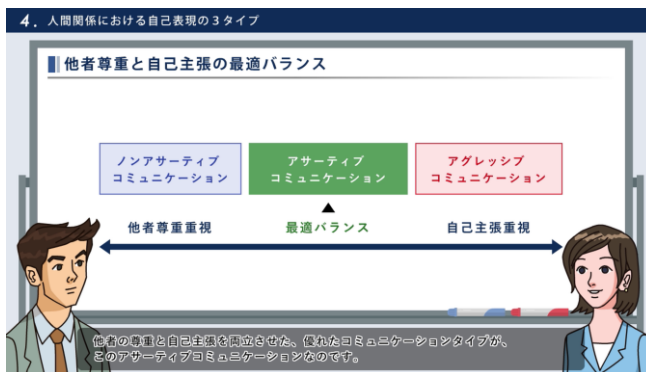 4. 人間関係における自己表現の3タイプ
他者尊重と自己主張の最適バランス
ノンアサーティブ
コミュニケーション
アサーティブ
コミュニケーション
アグレッシブ
コミュニケーション
他者尊重重視
最適バランス
自己主張重視
他者の尊重と自己主張を両立させた、優れたコミュニケーションタイプが、
このアサーティブコミュニケーションなのです。